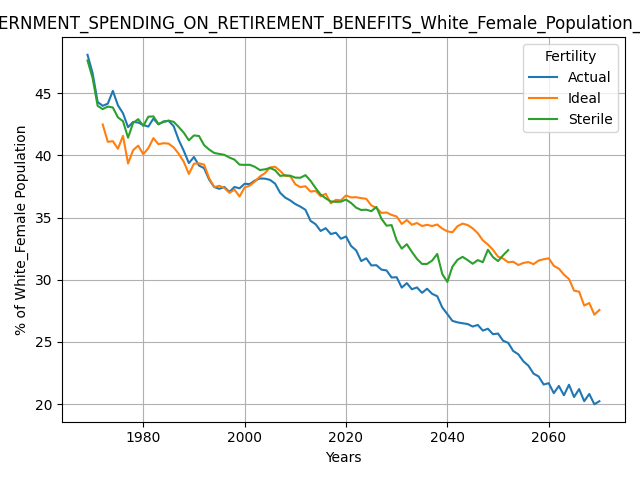 ERNMENT_SPENDING_ON_RETIREMENT_BENEFITS_White_Female_Population_
Fertility
Actual
Ideal
Sterile
% of White_Female Population
45
40
35
30
25
20
1980
2000
2020
2040
2060
Years